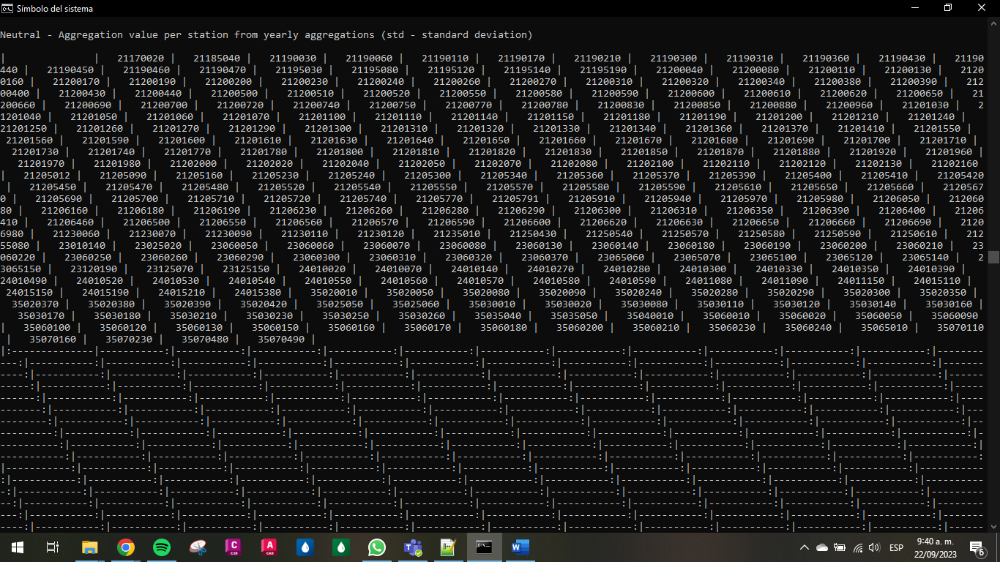 Símbolo del sistema
Neutral - Aggregation value per station from yearly aggregations (std - standard deviation)
|                | 21170020 | 21185040 | 21190030 | 21190060 | 21190110 | 21190170 | 21190210 | 21190300 | 21190310 | 21190360 | 21190430 | 21190
440 | 21190450 | 21190460 | 21190470 | 21195030 | 21195080 | 21195120 | 21195140 | 21195190 | 21200040 | 21200080 | 21200110 | 21200130 | 2120
0160 | 21200170 | 21200190 | 21200200 | 21200230 | 21200240 | 21200260 | 21200270 | 21200310 | 21200320 | 21200340 | 21200380 | 21200390 | 212
00400 | 21200430 | 21200440 | 21200500 | 21200510 | 21200520 | 21200550 | 21200580 | 21200590 | 21200600 | 21200610 | 21200620 | 21200650 | 21
200660 | 21200690 | 21200700 | 21200720 | 21200740 | 21200750 | 21200770 | 21200780 | 21200830 | 21200850 | 21200880 | 21200960 | 21201030 | 2
1201040 | 21201050 | 21201060 | 21201070 | 21201100 | 21201110 | 21201140 | 21201150 | 21201180 | 21201190 | 21201200 | 21201210 | 21201240 |
21201250 | 21201260 | 21201270 | 21201290 | 21201300 | 21201310 | 21201320 | 21201330 | 21201340 | 21201360 | 21201370 | 21201410 | 21201550 |
21201560 | 21201590 | 21201600 | 21201610 | 21201630 | 21201640 | 21201650 | 21201660 | 21201670 | 21201680 | 21201690 | 21201700 | 21201710 |
21201730 | 21201740 | 21201770 | 21201780 | 21201800 | 21201810 | 21201820 | 21201830 | 21201850 | 21201870 | 21201880 | 21201920 | 21201960 |
21201970 | 21201980 | 21202000 | 21202020 | 21202040 | 21202050 | 21202070 | 21202080 | 21202100 | 21202110 | 21202120 | 21202130 | 21202160
| 21205012 | 21205090 | 21205160 | 21205230 | 21205240 | 21205300 | 21205340 | 21205360 | 21205370 | 21205390 | 21205400 | 21205410 | 21205420
| 21205450 | 21205470 | 21205480 | 21205520 | 21205540 | 21205550 | 21205570 | 21205580 | 21205590 | 21205610 | 21205650 | 21205660 | 2120567
0 | 21205690 | 21205700 | 21205710 | 21205720 | 21205740 | 21205770 | 21205791 | 21205910 | 21205940 | 21205970 | 21205980 | 21206050 | 212060
80 | 21206160 | 21206180 | 21206190 | 21206230 | 21206260 | 21206280 | 21206290 | 21206300 | 21206310 | 21206350 | 21206390 | 21206400 | 21206
410 | 21206460 | 21206500 | 21206550 | 21206560 | 21206570 | 21206590 | 21206600 | 21206620 | 21206630 | 21206650 | 21206660 | 21206690 | 2120
6980 | 21230060 | 21230070 | 21230090 | 21230110 | 21230120 | 21235010 | 21250430 | 21250540 | 21250570 | 21250580 | 21250590 | 21250610 | 212
55080 | 23010140 | 23025020 | 23060050 | 23060060 | 23060070 | 23060080 | 23060130 | 23060140 | 23060180 | 23060190 | 23060200 | 23060210 | 23
060220 | 23060250 | 23060260 | 23060290 | 23060300 | 23060310 | 23060320 | 23060370 | 23065060 | 23065070 | 23065100 | 23065120 | 23065140 | 2
3065150 | 23120190 | 23125070 | 23125150 | 24010020 | 24010070 | 24010140 | 24010270 | 24010280 | 24010300 | 24010330 | 24010350 | 24010390 |
24010490 | 24010520 | 24010530 | 24010540 | 24010550 | 24010560 | 24010570 | 24010580 | 24010590 | 24011080 | 24011090 | 24011150 | 24015110 |
24015150 | 24015190 | 24015210 | 24015380 | 35020010 | 35020050 | 35020080 | 35020090 | 35020240 | 35020280 | 35020290 | 35020300 | 35020350 |
35020370 | 35020380 | 35020390 | 35020420 | 35025050 | 35025060 | 35030010 | 35030020 | 35030080 | 35030110 | 35030120 | 35030140 | 35030160 |
35030170 | 35030180 | 35030210 | 35030230 | 35030250 | 35030260 | 35035040 | 35035050 | 35040010 | 35060010 | 35060020 | 35060050 | 35060090
| 35060100 | 35060120 | 35060130 | 35060150 | 35060160 | 35060170 | 35060180 | 35060200 | 35060210 | 35060230 | 35060240 | 35065010 | 35070110
| 35070160 | 35070230 | 35070480 | 35070490 |
ESP
9:40 a. m.
22/09/2023
6